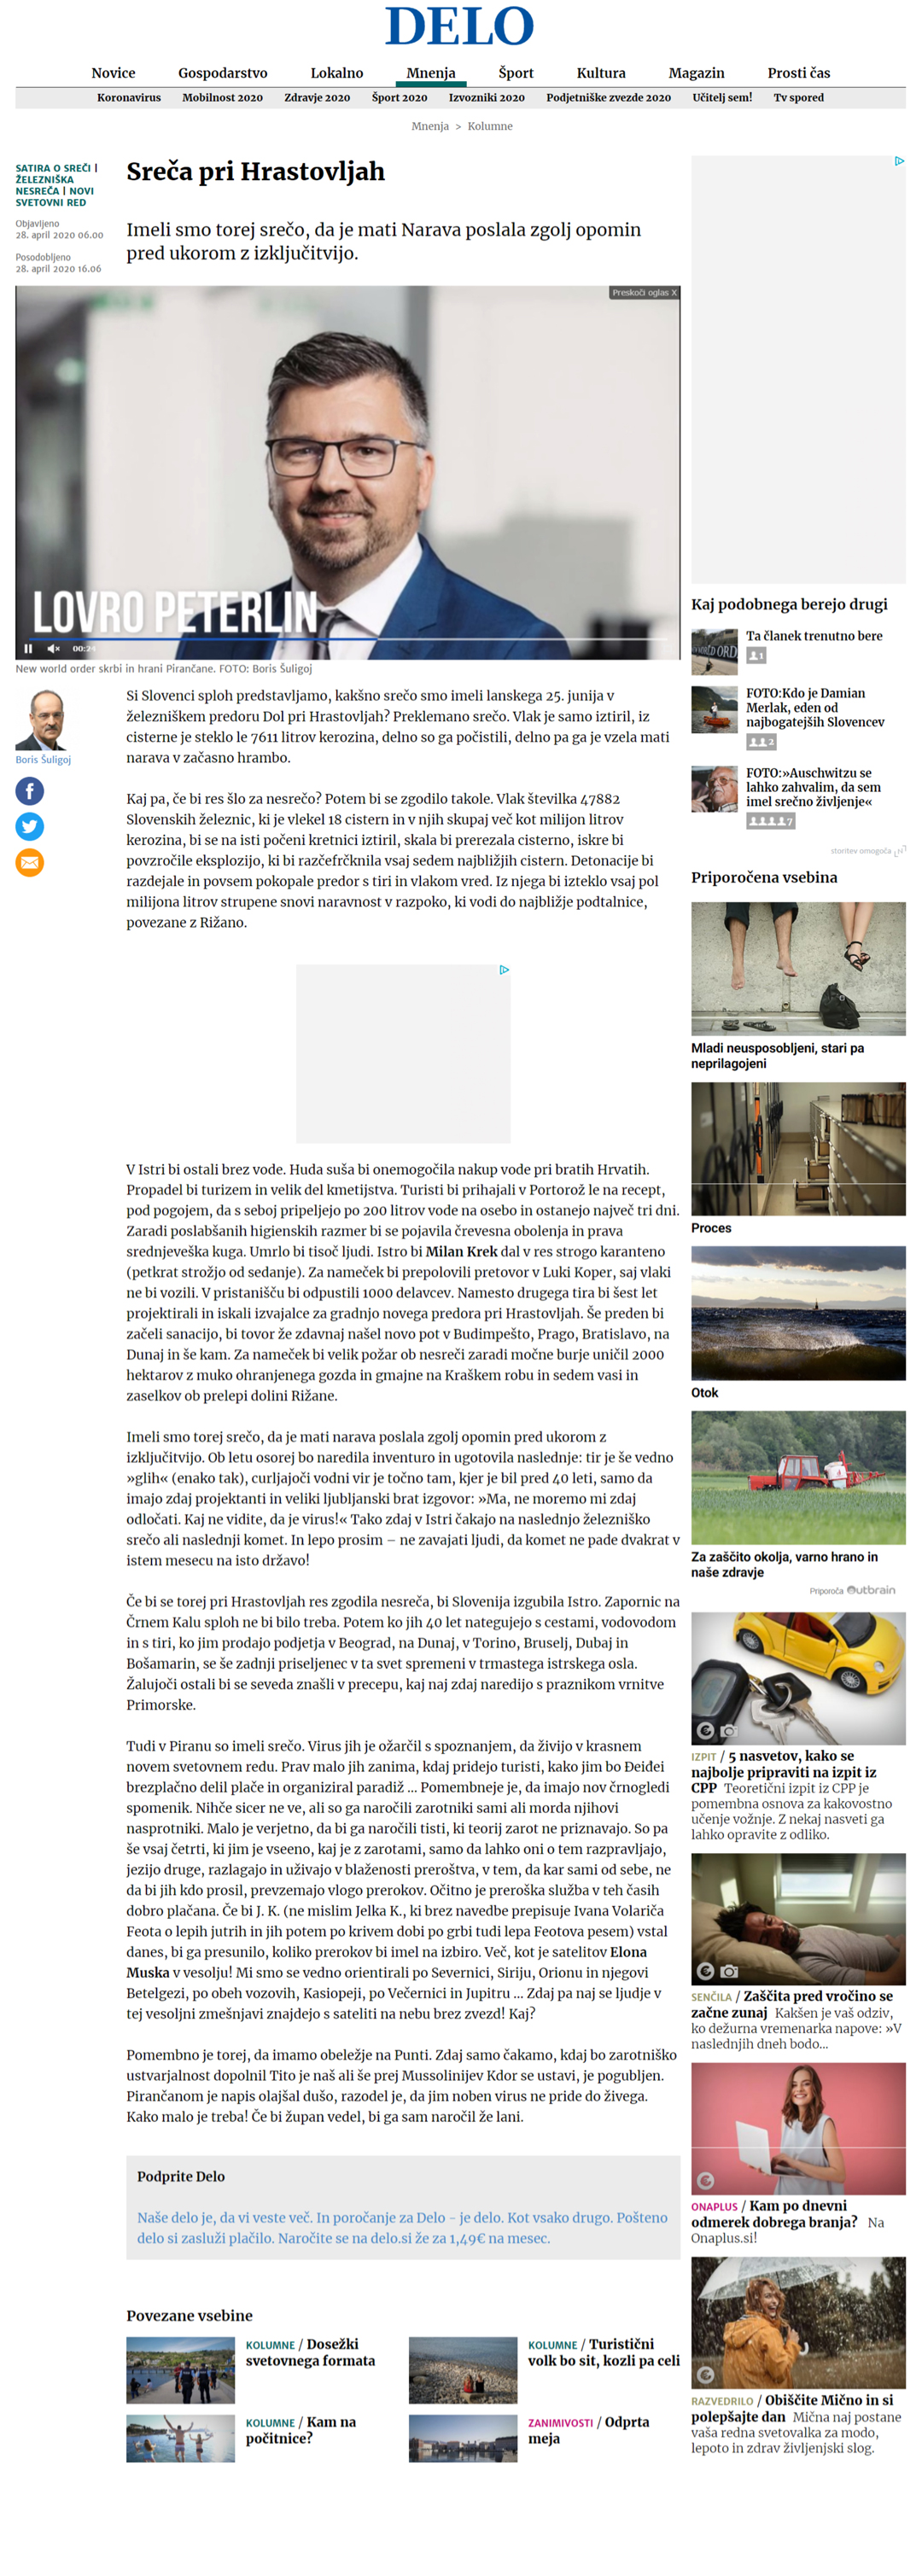 DELO
Novice Gospodarstvo Lokalno Mnenja Šport Kultura Magazin Prosti čas
Koronavirus Mobilnost 2020 Zdravje 2020 Šport 2020 Izvozniki 2020 Podjetniške zvezde 2020 Učitelj sem! Tv spored
Mnenja > Kolumne
SATIRA O SREČI |
ŽELEZNIŠKA
NESREČA | NOVI
SVETOVNI RED
Objavljeno
28. april 2020 06.00
Posodobljeno
28. april 2020 16.06
Sreča pri Hrastovljah
Imeli smo torej srečo, da je mati Narava poslala zgolj opomin
pred ukorom z izključitvijo.
Preskoči oglas X
LOVRO PETERLIN
New world order skrbi in hrani Pirančane. FOTO: Boris Šuligoj
Boris Šuligoj
Si Slovenci sploh predstavljamo, kakšno srečo smo imeli lanskega 25. junija v
železniškem predoru Dol pri Hrastovljah? Preklemano srečo. Vlak je samo iztiril, iz
cisterne je steklo le 7611 litrov kerozina, delno so ga počistili, delno pa ga je vzela mati
narava v začasno hrambo.
Kaj pa, če bi res šlo za nesrečo? Potem bi se zgodilo takole. Vlak številka 47882
Slovenskih železnic, ki je vlekel 18 cistern in v njih skupaj več kot milijon litrov
kerozina, bi se na isti počeni kretnici iztiril, skala bi prerezala cisterno, iskre bi
povzročile eksplozijo, ki bi razčefrčknila vsaj sedem najbližjih cistern. Detonacije bi
razdejale in povsem pokopale predor s tiri in vlakom vred. Iz njega bi izteklo vsaj pol
milijona litrov strupene snovi naravnost v razpoko, ki vodi do najbližje podtalnice,
povezane z Rižano.
V Istri bi ostali brez vode. Huda suša bi onemogočila nakup vode pri bratih Hrvatih.
Propadel bi turizem in velik del kmetijstva. Turisti bi prihajali v Portorož le na recept,
pod pogojem, da s seboj pripeljejo po 200 litrov vode na osebo in ostanejo največ tri dni.
Zaradi poslabšanih higienskih razmer bi se pojavila črevesna obolenja in prava
srednjeveška kuga. Umrlo bi tisoč ljudi. Istro bi Milan Krek dal v res strogo karanteno
(petkrat strožjo od sedanje). Za nameček bi prepolovili pretovor v Luki Koper, saj vlaki
ne bi vozili. V pristanišču bi odpustili 1000 delavcev. Namesto drugega tira bi šest let
projektirali in iskali izvajalce za gradnjo novega predora pri Hrastovljah. Še preden bi
začeli sanacijo, bi tovor že zdavnaj našel novo pot v Budimpešto, Prago, Bratislavo, na
Dunaj in še kam. Za nameček bi velik požar ob nesreči zaradi močne burje uničil 2000
hektarov z muko ohranjenega gozda in gmajne na Kraškem robu in sedem vasi in
zaselkov ob prelepi dolini Rižane.
Imeli smo torej srečo, da je mati narava poslala zgolj opomin pred ukorom z
izključitvijo. Ob letu osorej bo naredila inventuro in ugotovila naslednje: tir je še vedno
»glih« (enako tak), curljajoči vodni vir je točno tam, kjer je bil pred 40 leti, samo da
imajo zdaj projektanti in veliki ljubljanski brat izgovor: »Ma, ne moremo mi zdaj
odločati. Kaj ne vidite, da je virus!« Tako zdaj v Istri čakajo na naslednjo železniško
srečo ali naslednji komet. In lepo prosim – ne zavajati ljudi, da komet ne pade dvakrat v
istem mesecu na isto državo!
Če bi se torej pri Hrastovljah res zgodila nesreča, bi Slovenija izgubila Istro. Zapornic na
Črnem Kalu sploh ne bi bilo treba. Potem ko jih 40 let nategujejo s cestami, vodovodom
in s tiri, ko jim prodajo podjetja v Beograd, na Dunaj, v Torino, Bruselj, Dubaj in
Bošamarin, se še zadnji priseljenec v ta svet spremeni v trmastega istrskega osla.
Žalujoči ostali bi se seveda znašli v precepu, kaj naj zdaj naredijo s praznikom vrnitve
Primorske.
Tudi v Piranu so imeli srečo. Virus jih je ožarčil s spoznanjem, da živijo v krasnem
novem svetovnem redu. Prav malo jih zanima, kdaj pridejo turisti, kako jim bo Đeiđei
brezplačno delil plače in organiziral paradiž ... Pomembneje je, da imajo nov črnogledi
spomenik. Nihče sicer ne ve, ali so ga naročili zarotniki sami ali morda njihovi
nasprotniki. Malo je verjetno, da bi ga naročili tisti, ki teorij zarot ne priznavajo. So pa
še vsaj četrti, ki jim je vseeno, kaj je z zarotami, samo da lahko oni o tem razpravljajo,
jezijo druge, razlagajo in uživajo v blaženosti preroštva, v tem, da kar sami od sebe, ne
da bi jih kdo prosil, prevzemajo vlogo prerokov. Očitno je preroška služba v teh časih
dobro plačana. Če bi J. K. (ne mislim Jelka K., ki brez navedbe prepisuje Ivana Volariča
Feota o lepih jutrih in jih potem po krivem dobi po grbi tudi lepa Feotova pesem) vstal
danes, bi ga presunilo, koliko prerokov bi imel na izbiro. Več, kot je satelitov Elona
Muska v vesolju! Mi smo se vedno orientirali po Severnici, Siriju, Orionu in njegovi
Betelgezi, po obeh vozovih, Kasiopeji, po Večernici in Jupitru ... Zdaj pa naj se ljudje v
tej vesoljni zmešnjavi znajdejo s sateliti na nebu brez zvezd! Kaj?
Pomembno je torej, da imamo obeležje na Punti. Zdaj samo čakamo, kdaj bo zarotniško
ustvarjalnost dopolnil Tito je naš ali še prej Mussolinijev Kdor se ustavi, je pogubljen.
Pirančanom je napis olajšal dušo, razodel je, da jim noben virus ne pride do živega.
Kako malo je treba! Če bi župan vedel, bi ga sam naročil že lani.
Podprite Delo
Naše delo je, da vi veste več. In poročanje za Delo - je delo. Kot vsako drugo. Pošteno
delo si zasluži plačilo. Naročite se na delo.si že za 1,49€ na mesec.
Povezane vsebine
KOLUMNE / Dosežki
svetovnega formata
KOLUMNE / Turistični
volk bo sit, kozli pa celi
KOLUMNE / Kam na
počitnice?
ZANIMIVOSTI / Odprta
meja
Kaj podobnega berejo drugi
Ta članek trenutno bere
1
FOTO:Kdo je Damian
Merlak, eden od
najbogatejših Slovencev
2
FOTO:»Auschwitzu se
lahko zahvalim, da sem
imel srečno življenje«
7
storitev omogoča
Priporočena vsebina
Mladi neusposobljeni, stari pa
neprilagojeni
Proces
Otok
Za zaščito okolja, varno hrano in
naše zdravje
Priporoča Outbrain
IZPIT / 5 nasvetov, kako se
najbolje pripraviti na izpit iz
CPP Teoretični izpit iz CPP je
pomembna osnova za kakovostno
učenje vožnje. Z nekaj nasveti ga
lahko opravite z odliko.
SENČILA / Zaščita pred vročino se
začne zunaj Kakšen je vaš odziv,
ko dežurna vremenarka napove: »V
naslednjih dneh bodo...
ONAPLUS / Kam po dnevni
odmerek dobrega branja? Na
Onaplus.si!
RAZVEDRILO / Obiščite Mično in si
polepšajte dan Mična naj postane
vaša redna svetovalka za modo,
lepoto in zdrav življenjski slog.